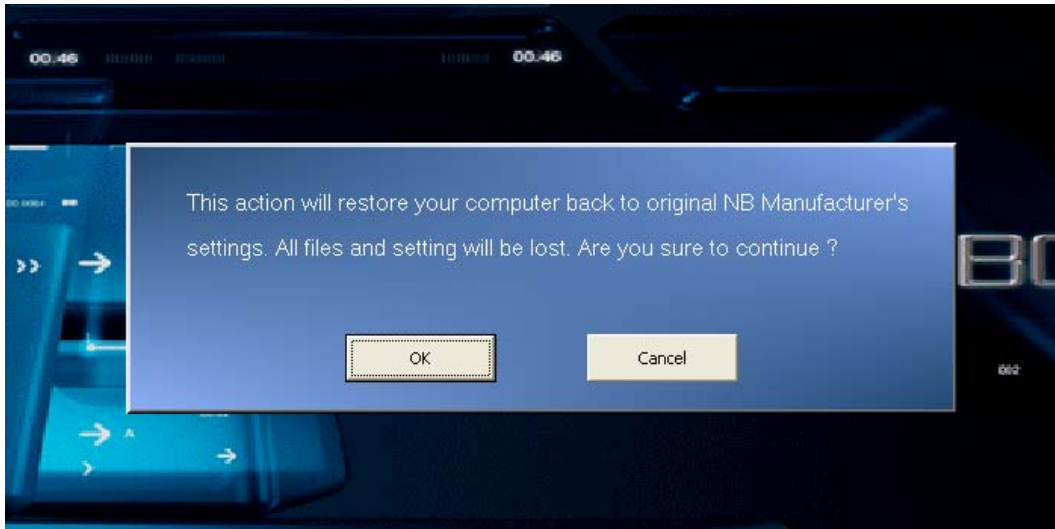 00.46
00.46
This action will restore your computer back to original NB Manufacturer's
settings. All files and setting will be lost. Are you sure to continue ?
OK
Cancel
002
A